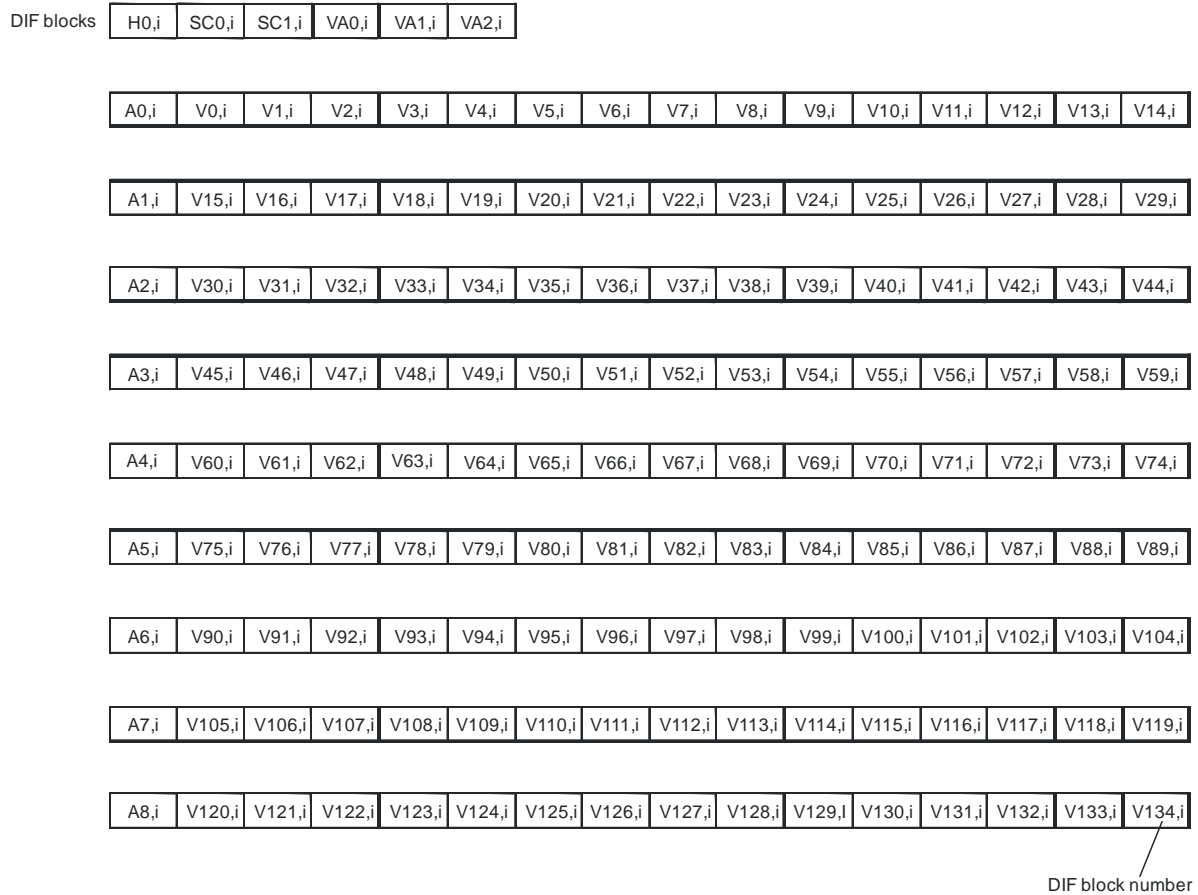 DIF blocks H0,i SC0,i SC1,i VA0,i VA1,i VA2,i
A0,i V0,i V1,i V2,i V3,i V4,i V5,i V6,i V7,i V8,i V9,i V10,i V11,i V12,i V13,i V14,i
A1,i V15,i V16,i V17,i V18,i V19,i V20,i V21,i V22,i V23,i V24,i V25,i V26,i V27,i V28,i V29,i
A2,i V30,i V31,i V32,i V33,i V34,i V35,i V36,i V37,i V38,i V39,i V40,i V41,i V42,i V43,i V44,i
A3,i V45,i V46,i V47,i V48,i V49,i V50,i V51,i V52,i V53,i V54,i V55,i V56,i V57,i V58,i V59,i
A4,i V60,i V61,i V62,i V63,i V64,i V65,i V66,i V67,i V68,i V69,i V70,i V71,i V72,i V73,i V74,i
A5,i V75,i V76,i V77,i V78,i V79,i V80,i V81,i V82,i V83,i V84,i V85,i V86,i V87,i V88,i V89,i
A6,i V90,i V91,i V92,i V93,i V94,i V95,i V96,i V97,i V98,i V99,i V100,i V101,i V102,i V103,i V104,i
A7,i V105,i V106,i V107,i V108,i V109,i V110,i V111,i V112,i V113,i V114,i V115,i V116,i V117,i V118,i V119,i
A8,i V120,i V121,i V122,i V123,i V124,i V125,i V126,i V127,i V128,i V129,I V130,i V131,i V132,i V133,i V134,i
DIF block number